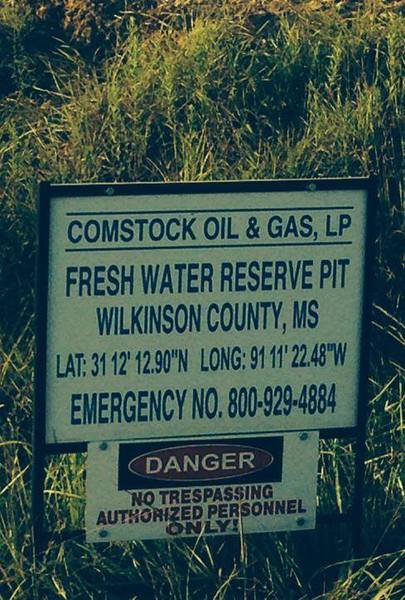 COMSTOCK OIL & GAS, LP
FRESH WATER RESERVE PIT
WILKINSON COUNTY, MS
LAT: 31 12' 12.90"N LONG: 91 11' 22.48"W
EMERGENCY NO. 800-929-4884
DANGER
NO TRESPASSING
AUTHORIZED PERSONNEL
ONLY!